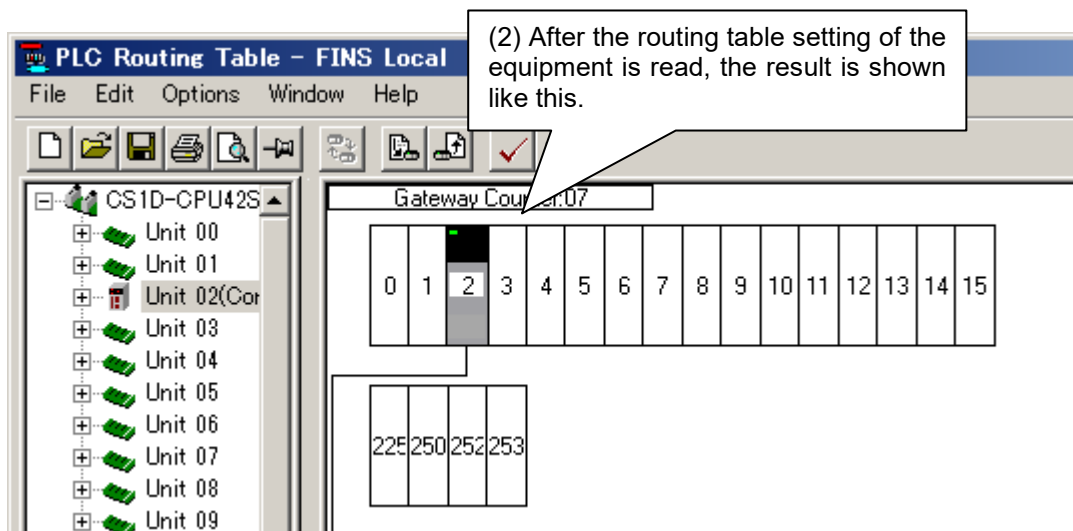 (2) After the routing table setting of the
equipment is read, the result is shown
like this.
PLC Routing Table - FINS Local
File Edit Options Window Help
CS1D-CPU42S
Unit 00
Unit 01
Unit 02(Cor
Unit 03
Unit 04
Unit 05
Unit 06
Unit 07
Unit 08
Unit 09
Gateway Counter:07
0 1 2 3 4 5 6 7 8 9 10 11 12 13 14 15
225 250 252 253